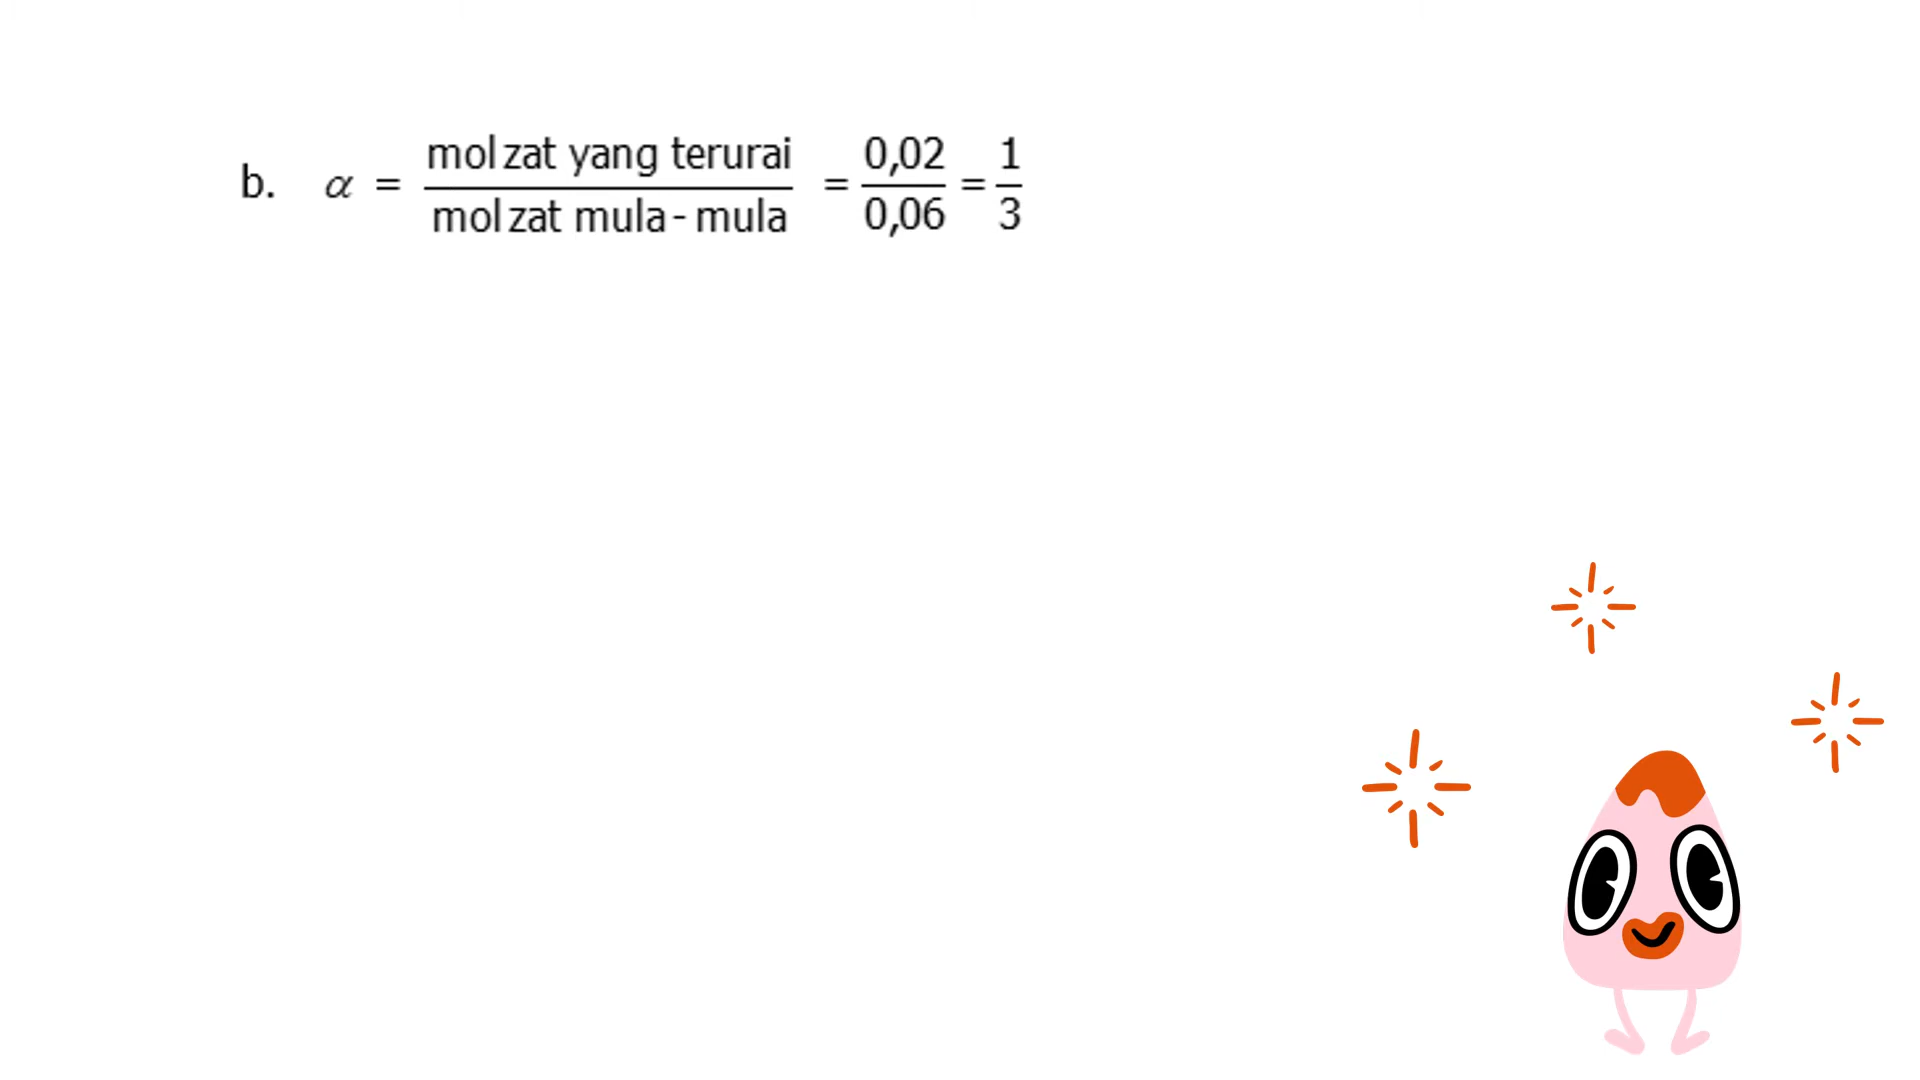 b. α = mol zat yang terurai / mol zat mula-mula = 0,02 / 0,06 = 1 / 3